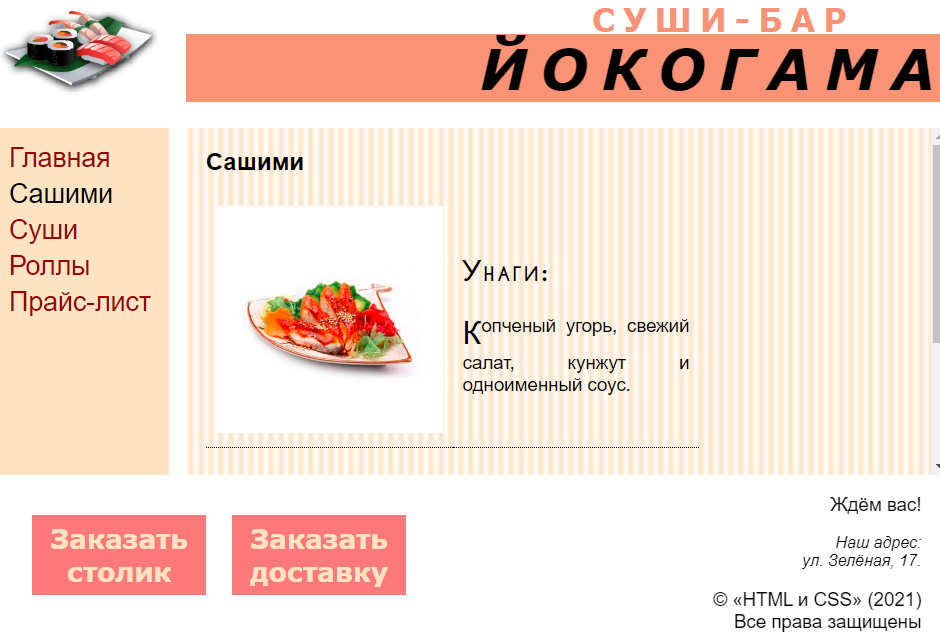 СУШИ-БАР
ЙОКОГАМА
Главная
Сашими
Суши
Роллы
Прайс-лист
Сашими
Унаги:
Копченый угорь, свежий
салат, кунжут и
одноименный соус.
Заказать
столик
Заказать
доставку
Ждём вас!
Наш адрес:
ул. Зелёная, 17.
© «HTML и CSS» (2021)
Все права защищены